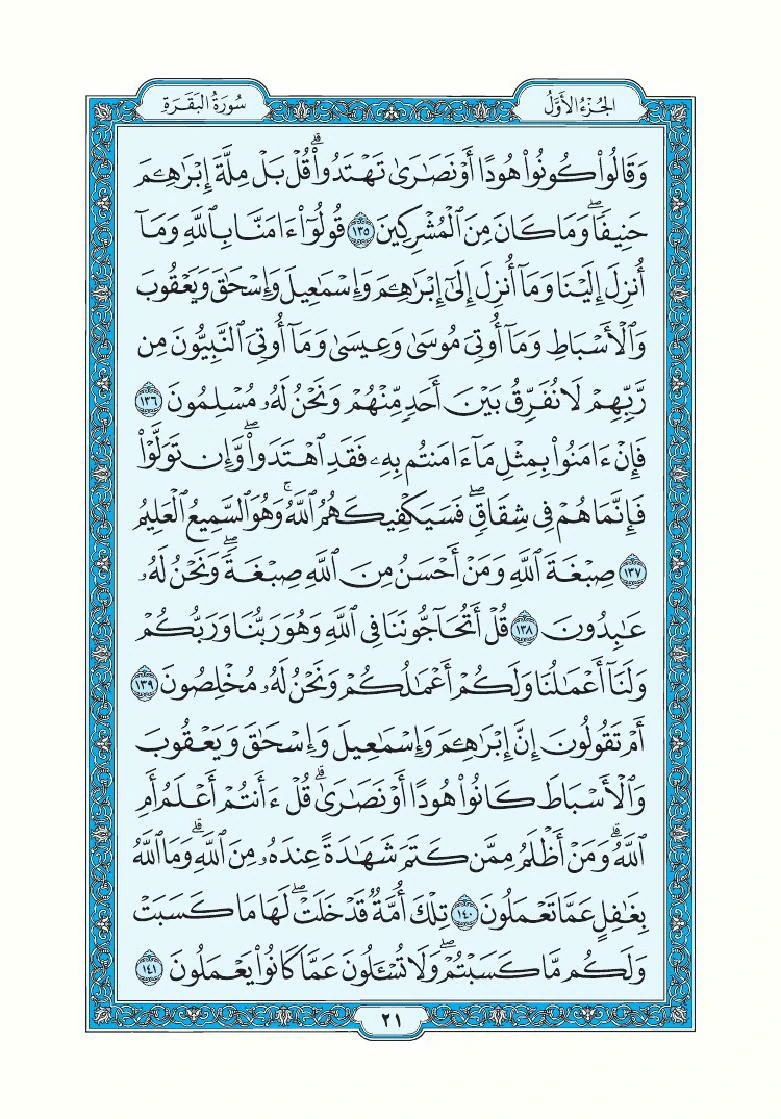 الجُزْءُ الأَوَّلُ
سُورَةُ البَقَرَةِ
وَقَالُوا۟ كُونُوا۟ هُودًا أَوْ نَصَٰرَىٰ تَهْتَدُوا۟ۗ قُلْ بَلْ مِلَّةَ إِبْرَٰهِـۧمَ
حَنِيفًاۖ وَمَا كَانَ مِنَ ٱلْمُشْرِكِينَ ١٣٥ قُولُوٓا۟ ءَامَنَّا بِٱللَّهِ وَمَآ
أُنزِلَ إِلَيْنَا وَمَآ أُنزِلَ إِلَىٰٓ إِبْرَٰهِـۧمَ وَإِسْمَٰعِيلَ وَإِسْحَٰقَ وَيَعْقُوبَ
وَٱلْأَسْبَاطِ وَمَآ أُوتِىَ مُوسَىٰ وَعِيسَىٰ وَمَآ أُوتِىَ ٱلنَّبِيُّونَ مِن
رَّبِّهِمْ لَا نُفَرِّقُ بَيْنَ أَحَدٍ مِّنْهُمْ وَنَحْنُ لَهُۥ مُسْلِمُونَ ١٣٦
فَإِنْ ءَامَنُوا۟ بِمِثْلِ مَآ ءَامَنتُم بِهِۦ فَقَدِ ٱهْتَدَوا۟ۖ وَّإِن تَوَلَّوْا۟
فَإِنَّمَا هُمْ فِى شِقَاقٍۖ فَسَيَكْفِيكَهُمُ ٱللَّهُۚ وَهُوَ ٱلسَّمِيعُ ٱلْعَلِيمُ
١٣٧ صِبْغَةَ ٱللَّهِ وَمَنْ أَحْسَنُ مِنَ ٱللَّهِ صِبْغَةًۖ وَنَحْنُ لَهُۥ
عَٰبِدُونَ ١٣٨ قُلْ أَتُحَآجُّونَنَا فِى ٱللَّهِ وَهُوَ رَبُّنَا وَرَبُّكُمْ
وَلَنَآ أَعْمَٰلُنَا وَلَكُمْ أَعْمَٰلُكُمْ وَنَحْنُ لَهُۥ مُخْلِصُونَ ١٣٩
أَمْ تَقُولُونَ إِنَّ إِبْرَٰهِـۧمَ وَإِسْمَٰعِيلَ وَإِسْحَٰقَ وَيَعْقُوبَ
وَٱلْأَسْبَاطَ كَانُوا۟ هُودًا أَوْ نَصَٰرَىٰۗ قُلْ ءَأَنتُمْ أَعْلَمُ أَمِ
ٱللَّهُۗ وَمَنْ أَظْلَمُ مِمَّن كَتَمَ شَهَٰدَةً عِندَهُۥ مِنَ ٱللَّهِۗ وَمَا ٱللَّهُ
بِغَٰفِلٍ عَمَّا تَعْمَلُونَ ١٤٠ تِلْكَ أُمَّةٌ قَدْ خَلَتْۖ لَهَا مَا كَسَبَتْ
وَلَكُم مَّا كَسَبْتُمْۖ وَلَا تُسْـَٔلُونَ عَمَّا كَانُوا۟ يَعْمَلُونَ ١٤١
٢١